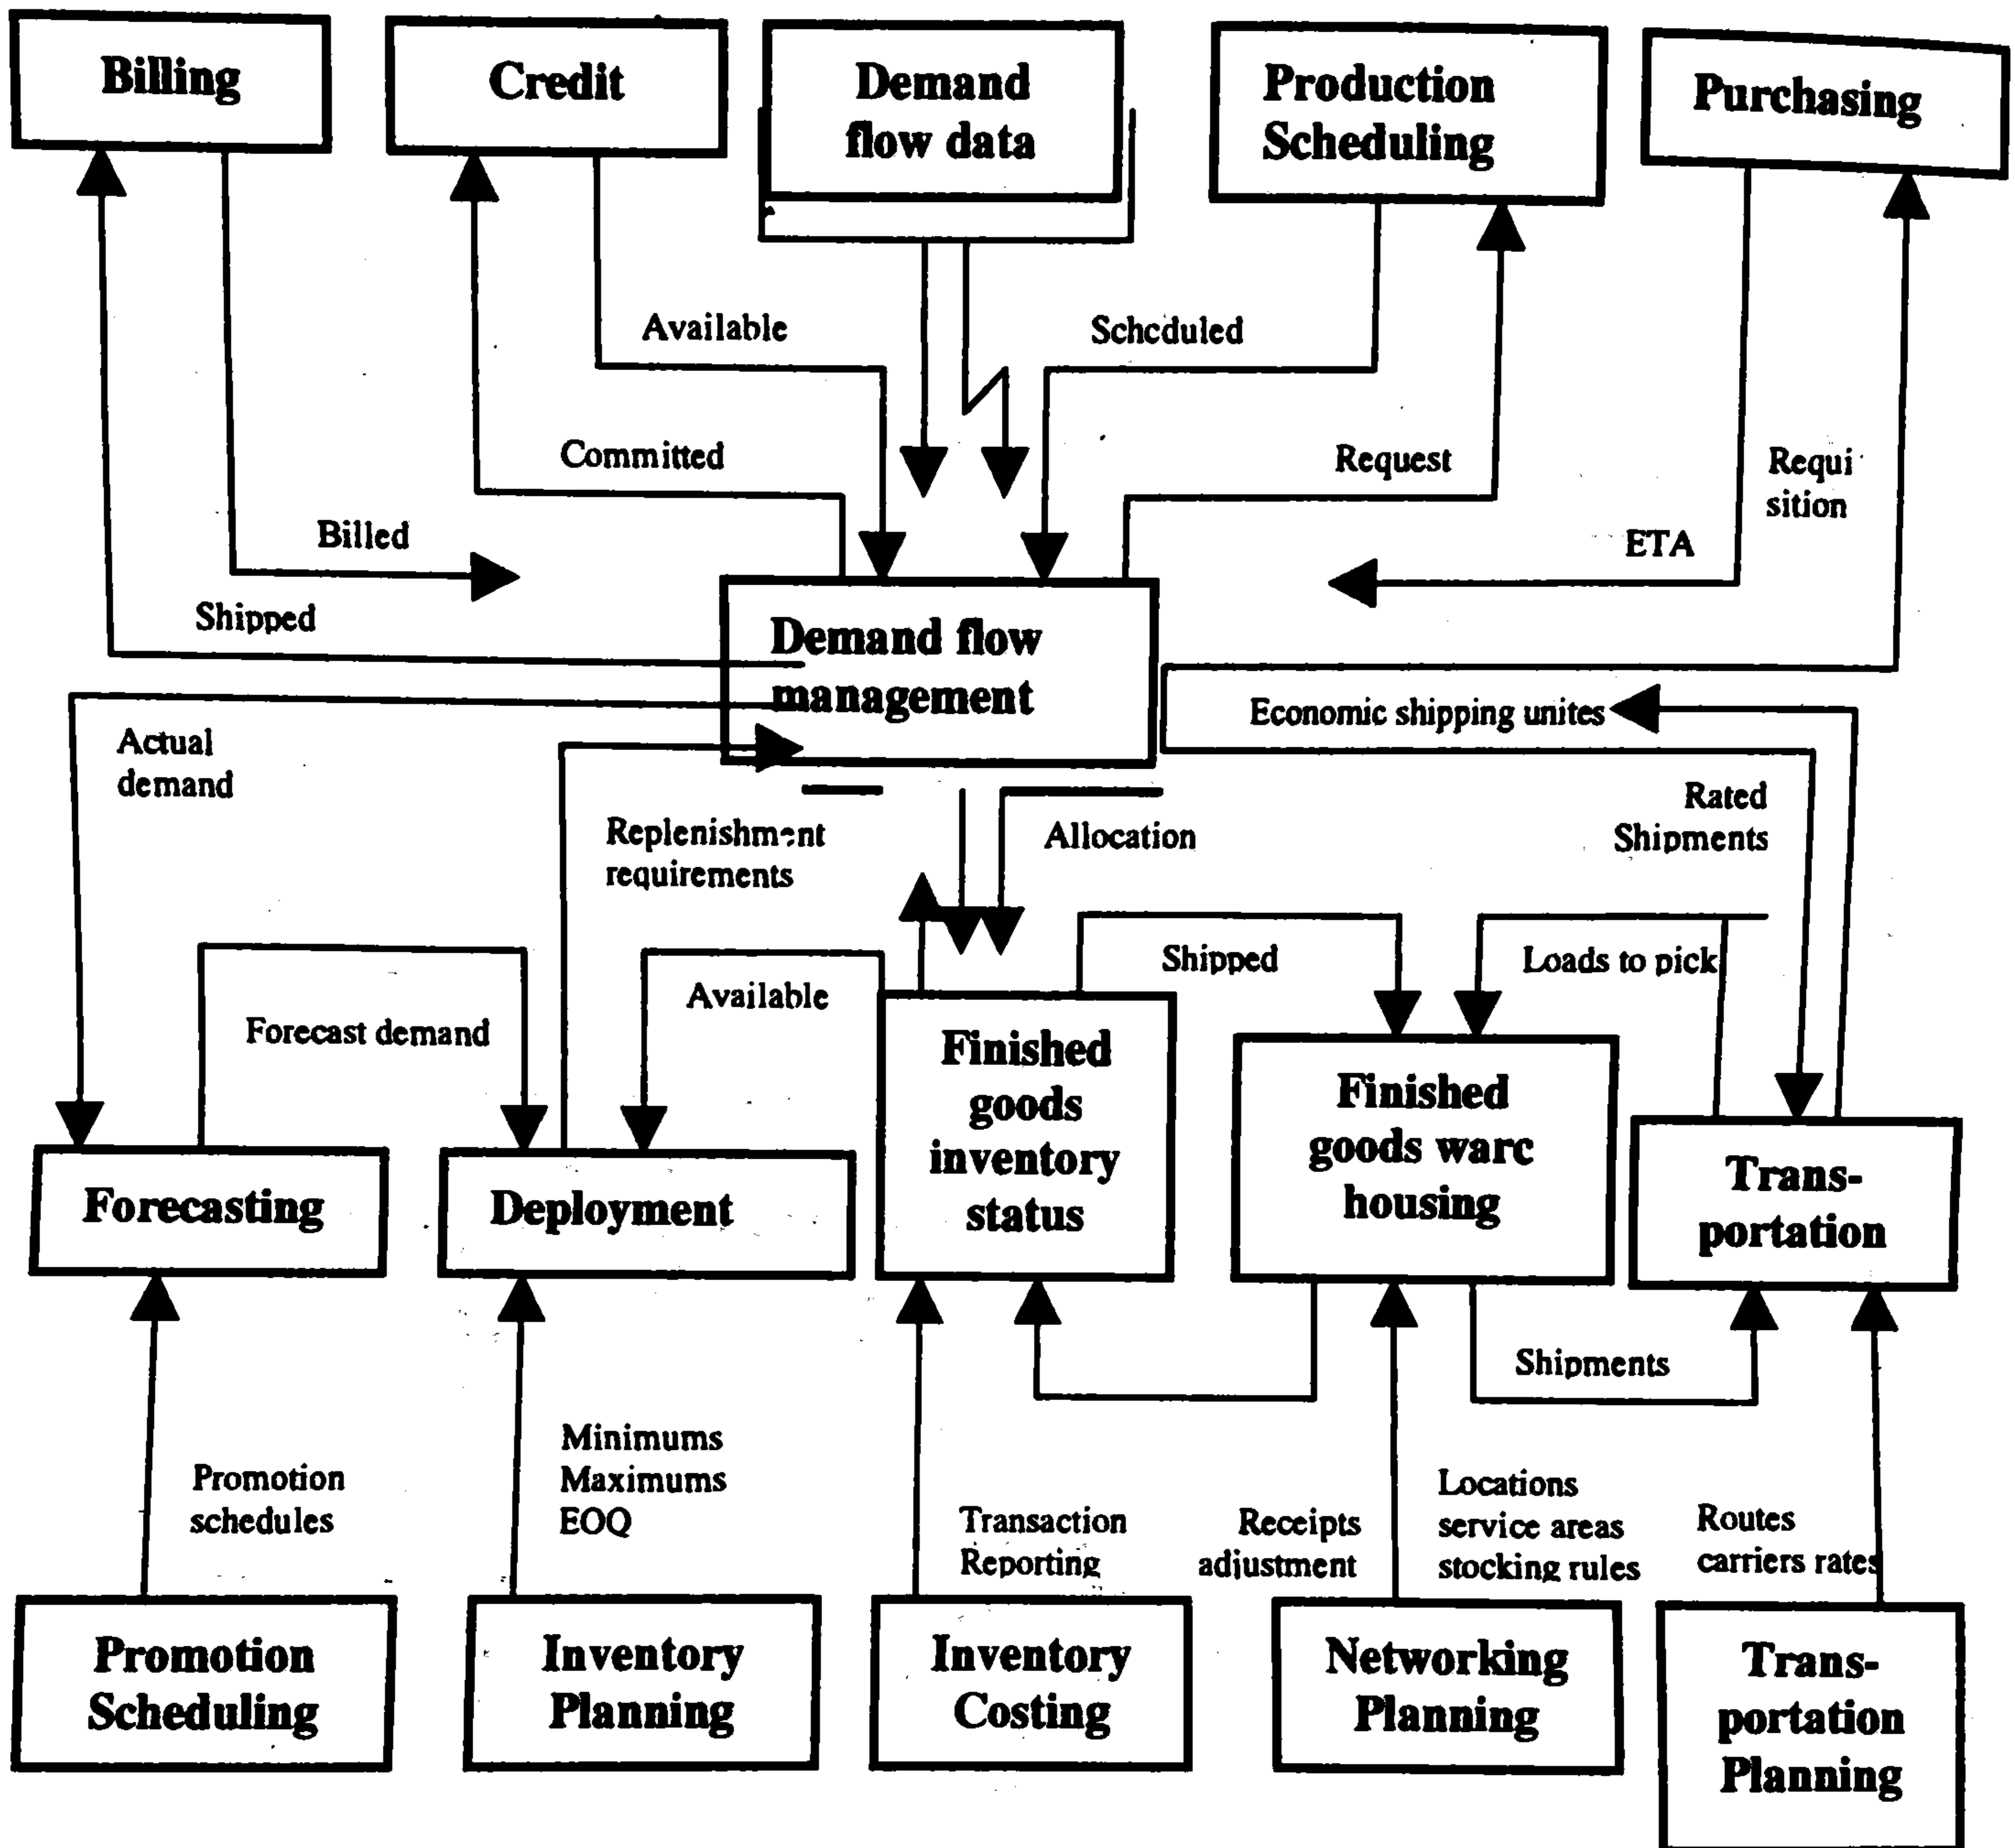 Billing
Credit
Demand
flow data
Production
Scheduling
Purchasing
Available
Scheduled
Committed
Request
Requi
sition
Billed
ETA
Shipped
Demand flow
management
Economic shipping unites
Actual
demand
Rated
Shipments
Replenishment
requirements
Allocation
Shipped
Loads to pick
Available
Forecast demand
Finished
goods
inventory
status
Finished
goods ware
housing
Trans-
portation
Forecasting
Deployment
Shipments
Promotion
schedules
Minimums
Maximums
EOQ
Transaction
Reporting
Receipts
adjustment
Locations
service areas
stocking rules
Routes
carriers rates
Promotion
Scheduling
Inventory
Planning
Inventory
Costing
Networking
Planning
Trans-
portation
Planning